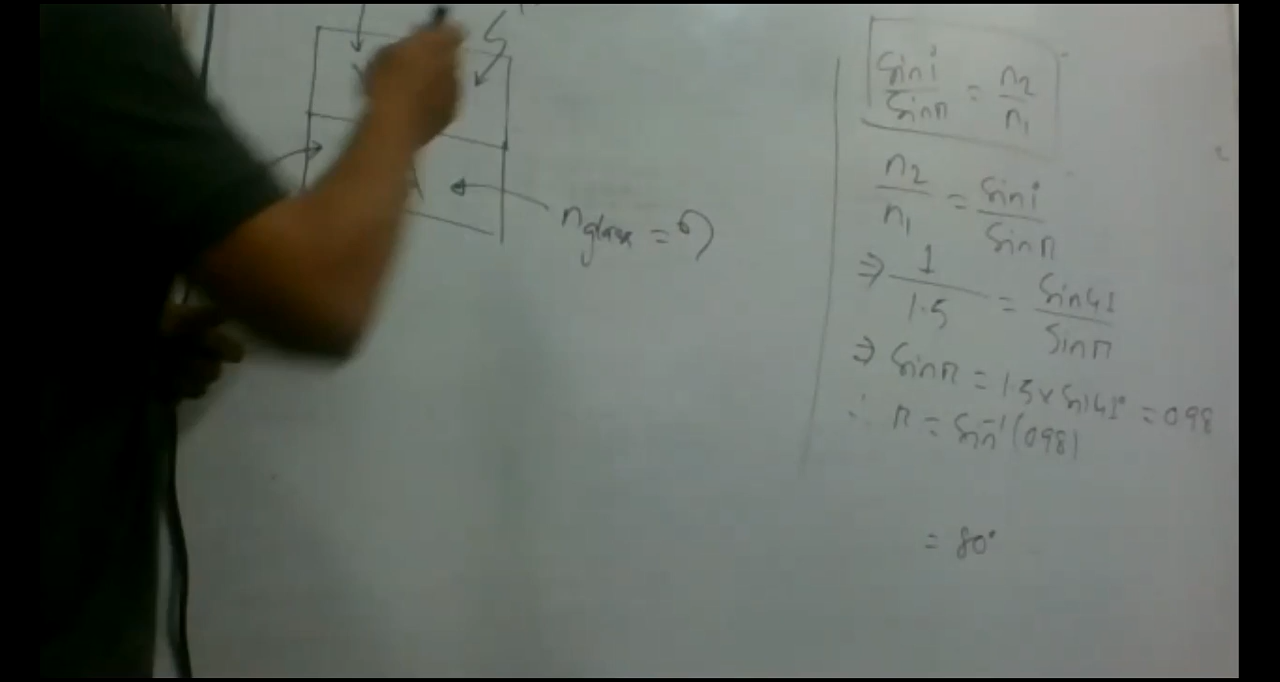 n glass = ?
sin i / sin r = n2 / n1
n2 / n1 = sin i / sin r
⇒ 1 / 1.5 = sin 41 / sin r
⇒ sin r = 1.5 x sin 41° = 0.98
∴ r = sin⁻¹(0.98)
= 80°